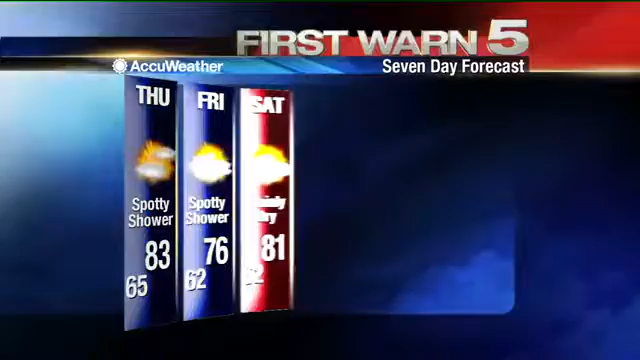 FIRST WARN 5
AccuWeather
Seven Day Forecast
THU
FRI
SAT
Spotty
Shower
Spotty
Shower
83
76
81
65
62